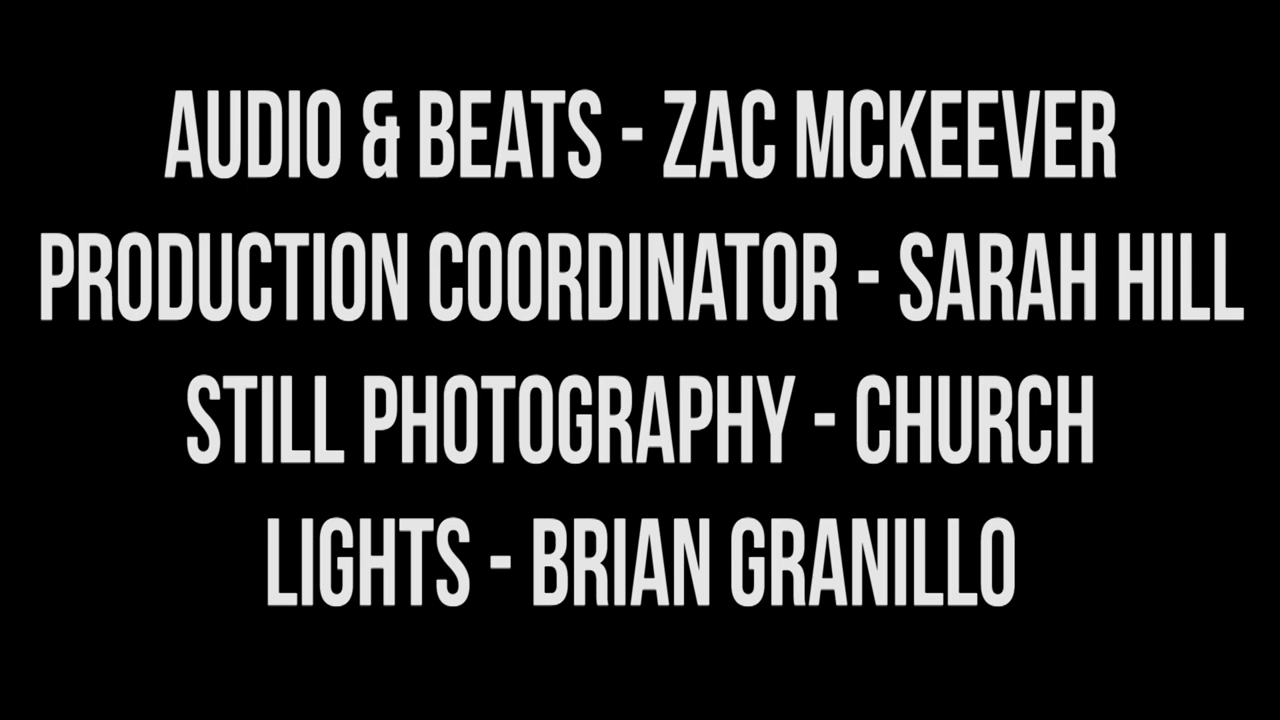 AUDIO & BEATS - ZAC MCKEEVER
PRODUCTION COORDINATOR - SARAH HILL
STILL PHOTOGRAPHY - CHURCH
LIGHTS - BRIAN GRANILLO